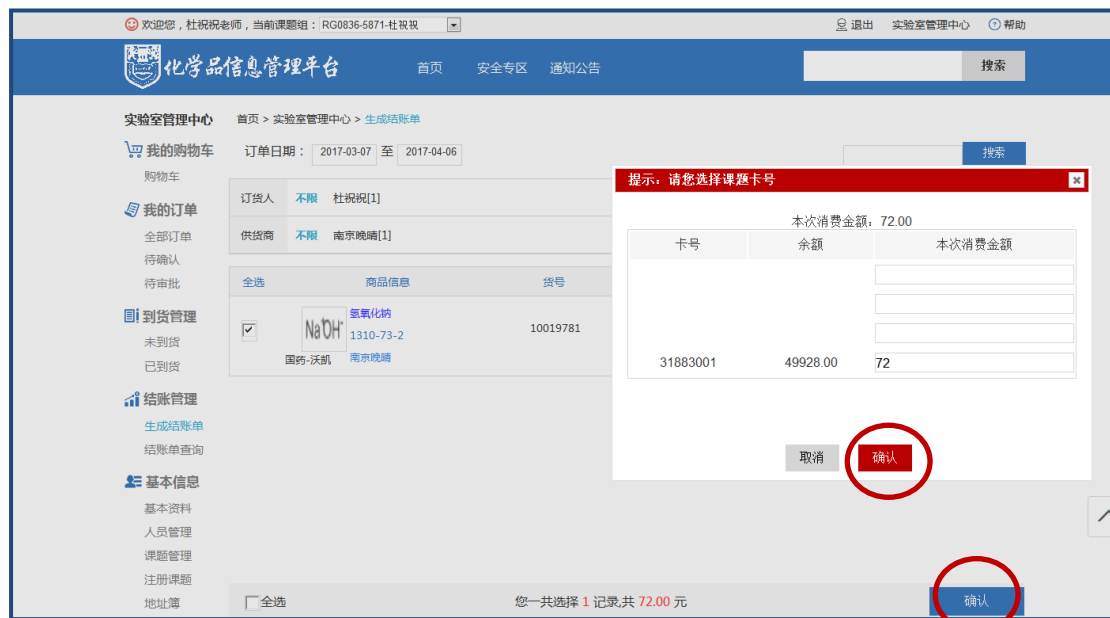 欢迎您，杜祝祝老师，当前课题组： RG0836-5871-杜祝祝 退出 实验室管理中心 帮助
化学品信息管理平台 首页 安全专区 通知公告 搜索
实验室管理中心 首页 > 实验室管理中心 > 生成结账单
我的购物车 订单日期： 2017-03-07 至 2017-04-06 搜索
购物车
订货人 不限 杜祝祝[1]
我的订单
全部订单 供货商 不限 南京晚晴[1]
待确认
待审批 全选 商品信息 货号
到货管理
未到货
已到货
NaOH
氢氧化钠
1310-73-2
南京晚晴
国药-沃凯
10019781
结账管理
生成结账单
结账单查询
基本信息
基本资料
人员管理
课题管理
注册课题
地址簿
提示：请您选择课题卡号
本次消费金额：72.00
卡号 余额 本次消费金额
31883001 49928.00 72
取消 确认
全选 您一共选择 1 记录,共 72.00 元 确认